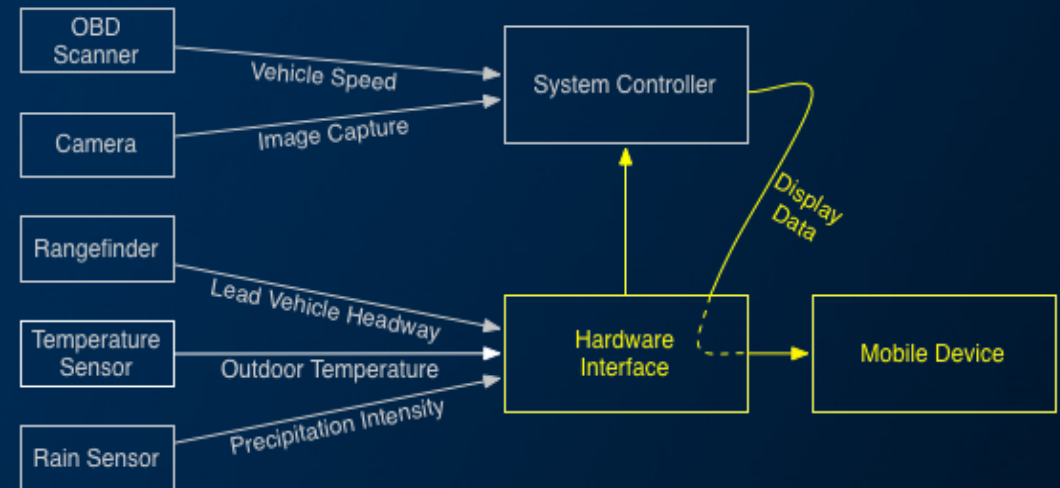 OBD
Scanner
Vehicle Speed
System Controller
Camera
Image Capture
Display
Data
Rangefinder
Lead Vehicle Headway
Temperature
Sensor
Outdoor Temperature
Hardware
Interface
Mobile Device
Rain Sensor
Precipitation Intensity